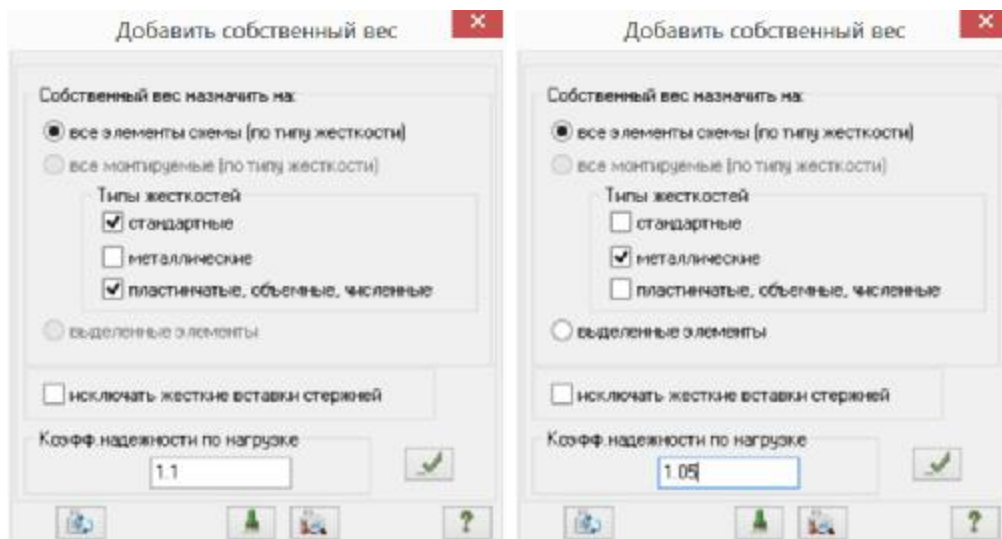 Добавить собственный вес
Собственный вес назначить на:
все элементы схемы (по типу жесткости)
все монтируемые (по типу жесткости)
Типы жесткостей
стандартные
металлические
пластинчатые, объемные, численные
выделенные элементы
исключать жесткие вставки стержней
Коэфф.надежности по нагрузке
1.1
?
Добавить собственный вес
Собственный вес назначить на:
все элементы схемы (по типу жесткости)
все монтируемые (по типу жесткости)
Типы жесткостей
стандартные
металлические
пластинчатые, объемные, численные
выделенные элементы
исключать жесткие вставки стержней
Коэфф.надежности по нагрузке
1.05
?